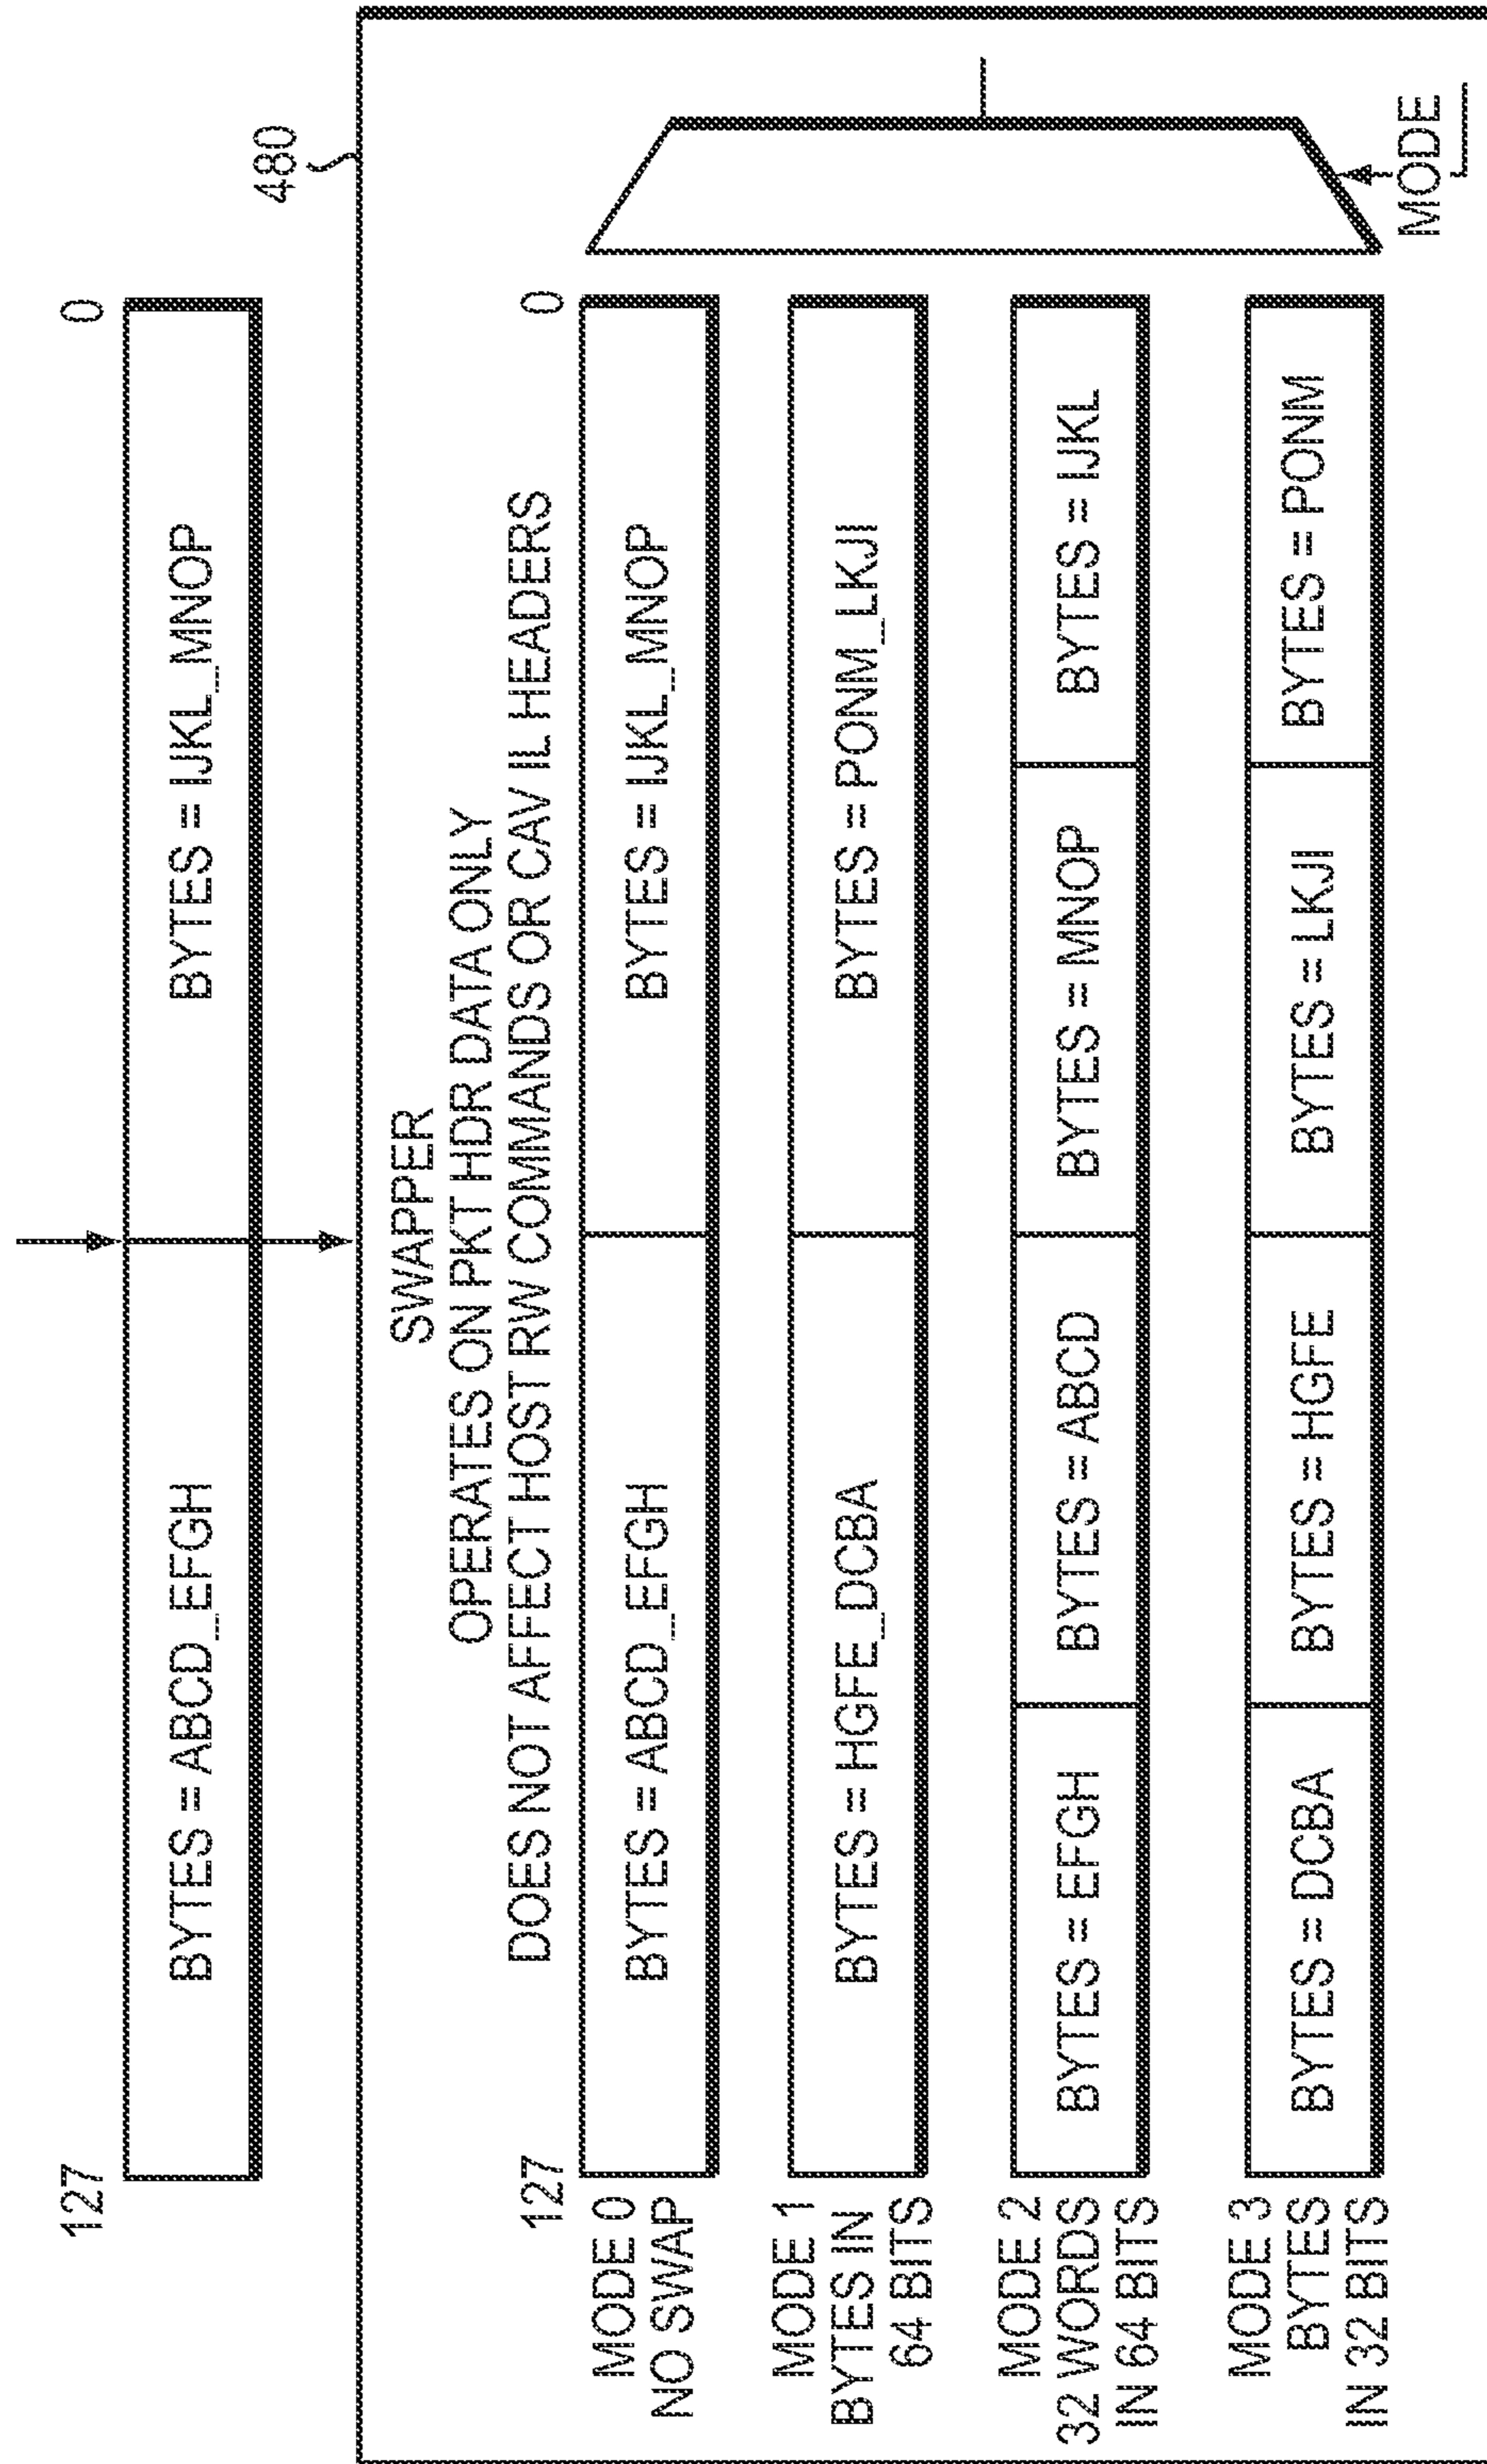 127 0
BYTES = ABCD_EFGH BYTES = IJKL_MNOP
480
SWAPPER
OPERATES ON PKT HDR DATA ONLY
DOES NOT AFFECT HOST RW COMMANDS OR CAV IL HEADERS
127 0
MODE 0
NO SWAP
BYTES = ABCD_EFGH BYTES = IJKL_MNOP
MODE 1
BYTES IN
64 BITS
BYTES = HGFE_DCBA BYTES = PONM_LKJI
MODE 2
32 WORDS
IN 64 BITS
BYTES = EFGH BYTES = ABCD BYTES = MNOP BYTES = IJKL
MODE 3
BYTES
IN 32 BITS
BYTES = DCBA BYTES = HGFE BYTES = LKJI BYTES = PONM
MODE